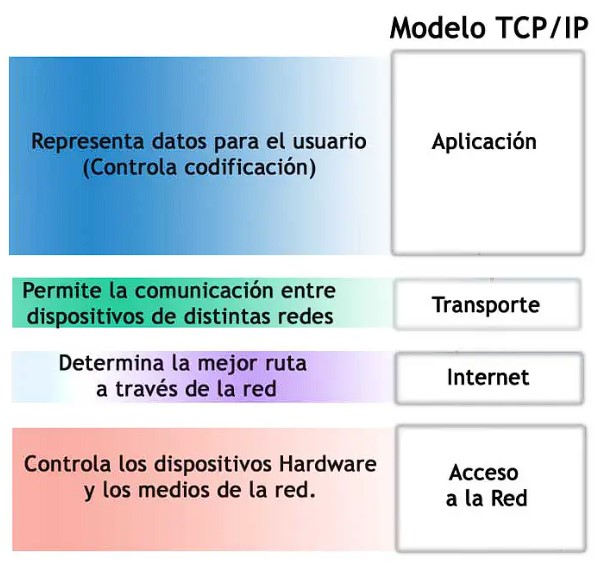 Modelo TCP/IP
Representa datos para el usuario
(Controla codificación)
Aplicación
Permite la comunicación entre
dispositivos de distintas redes
Transporte
Determina la mejor ruta
a través de la red
Internet
Controla los dispositivos Hardware
y los medios de la red.
Acceso
a la Red